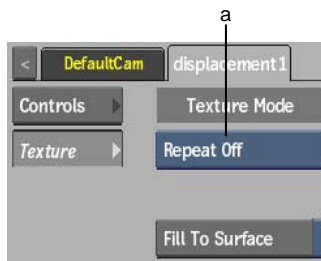 a
< DefaultCam displacement1
Controls Texture Mode
Texture Repeat Off
Fill To Surface